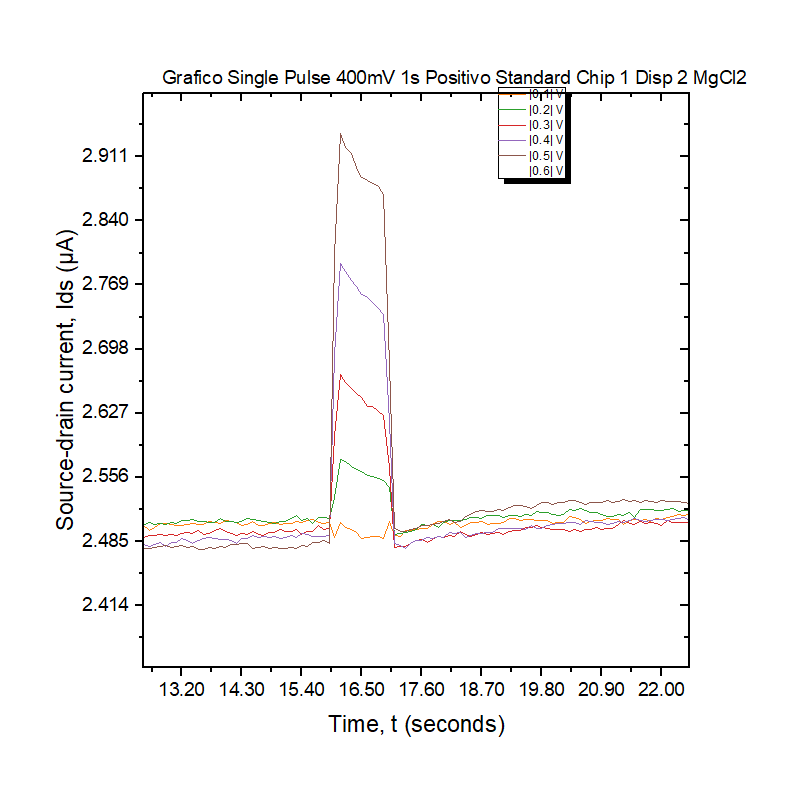 Grafico Single Pulse 400mV 1s Positivo Standard Chip 1 Disp 2 MgCl2
|0.1| V
|0.2| V
|0.3| V
|0.4| V
|0.5| V
|0.6| V
2.911
2.840
2.769
2.698
2.627
2.556
2.485
2.414
Source-drain current, Ids (µA)
13.20 14.30 15.40 16.50 17.60 18.70 19.80 20.90 22.00
Time, t (seconds)